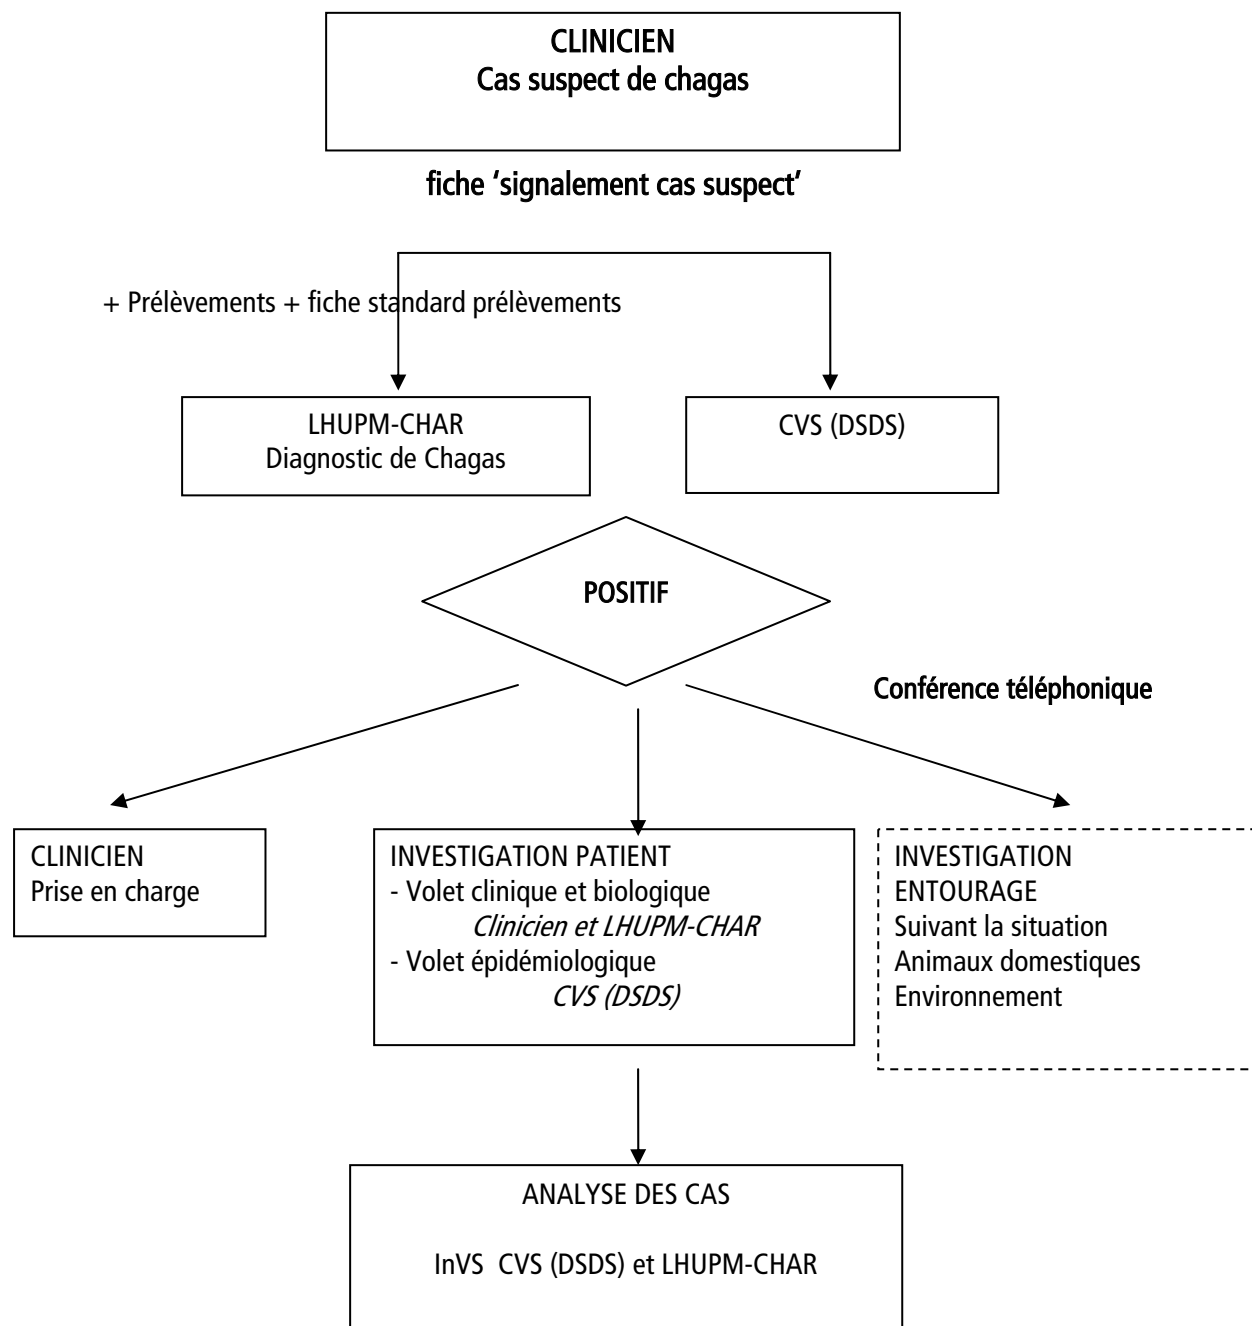 CLINICIEN
Cas suspect de chagas
fiche ‘signalement cas suspect’
+ Prélèvements + fiche standard prélèvements
LHUPM-CHAR
Diagnostic de Chagas
CVS (DSDS)
POSITIF
Conférence téléphonique
CLINICIEN
Prise en charge
INVESTIGATION PATIENT
- Volet clinique et biologique
Clinicien et LHUPM-CHAR
- Volet épidémiologique
CVS (DSDS)
INVESTIGATION
ENTOURAGE
Suivant la situation
Animaux domestiques
Environnement
ANALYSE DES CAS
InVS  CVS (DSDS) et LHUPM-CHAR